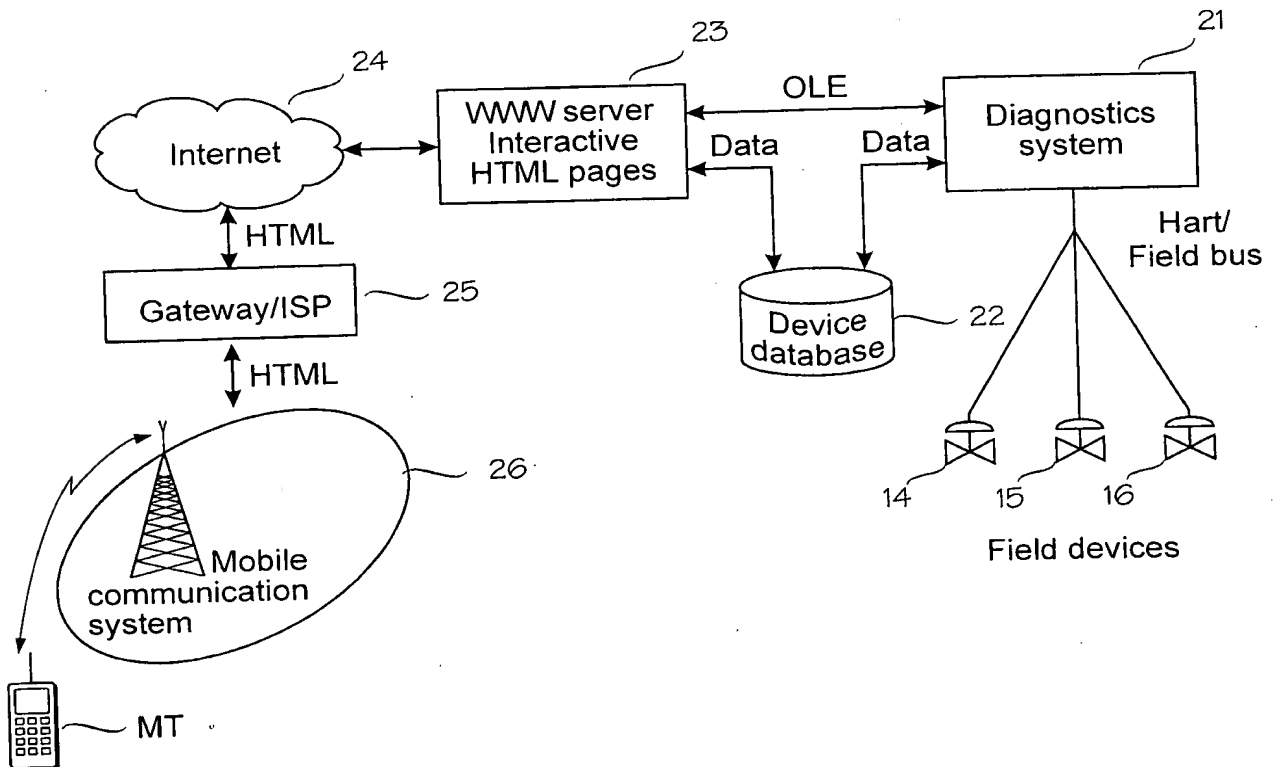 24
23
21
Internet
WWW server
Interactive
HTML pages
OLE
Data
Data
Diagnostics
system
HTML
Hart/
Field bus
Gateway/ISP
25
Device
database
22
HTML
26
Mobile
communication
system
14
15
16
Field devices
MT